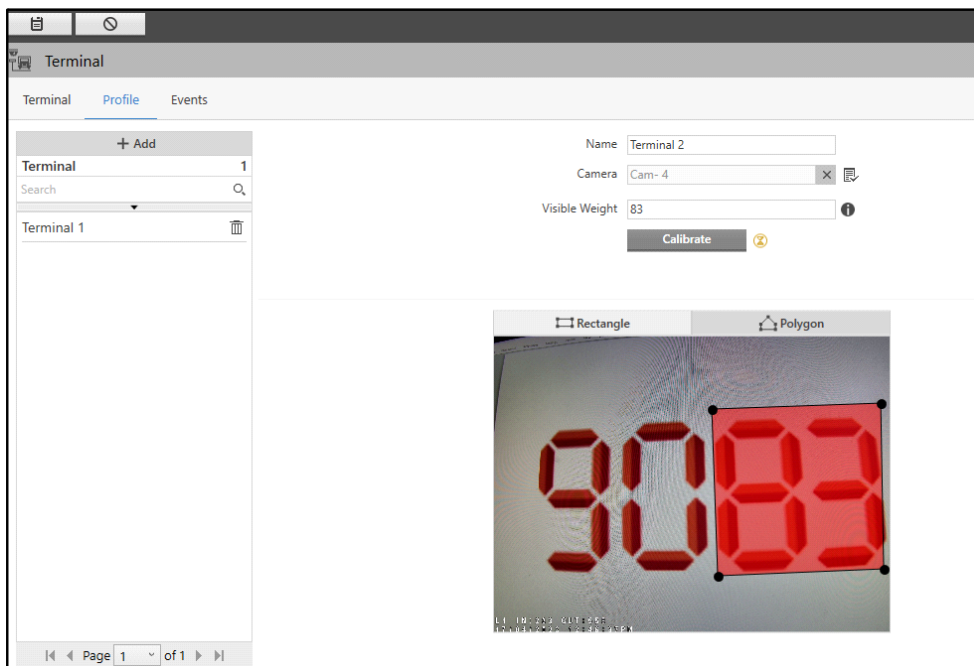 Terminal
Terminal Profile Events
+ Add
Terminal 1
Search
Terminal 1
Page 1 of 1
Name Terminal 2
Camera Cam- 4
Visible Weight 83
Calibrate
Rectangle Polygon
9083